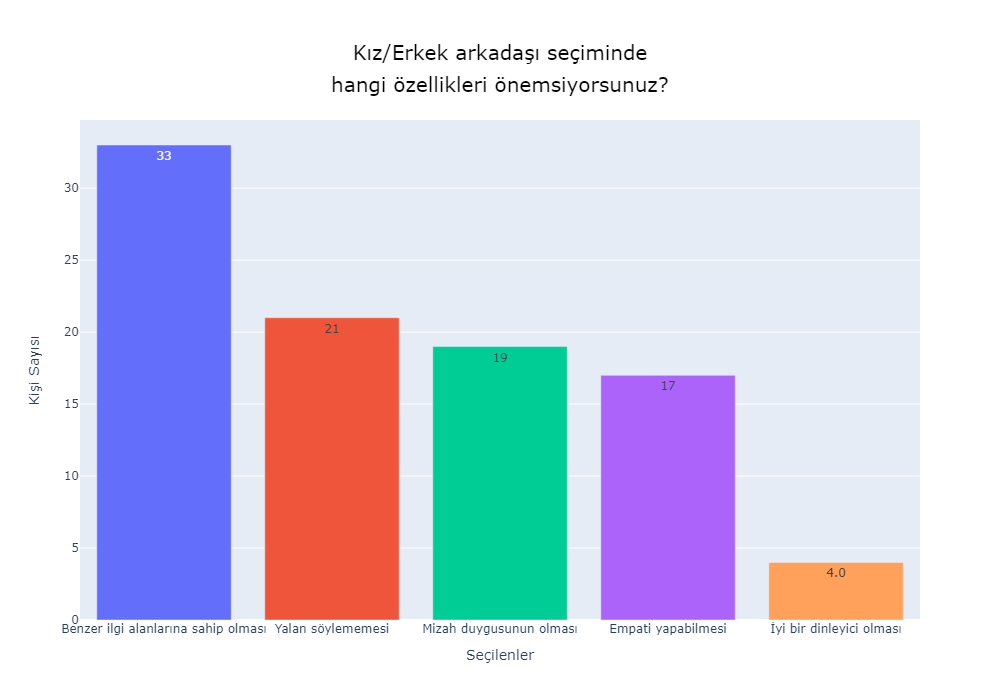 Kız/Erkek arkadaşı seçiminde
hangi özellikleri önemsiyorsunuz?
33
21
19
17
4.0
30
25
20
15
10
5
0
Kişi Sayısı
Benzer ilgi alanlarına sahip olması
Yalan söylememesi
Mizah duygusunun olması
Empati yapabilmesi
İyi bir dinleyici olması
Seçilenler